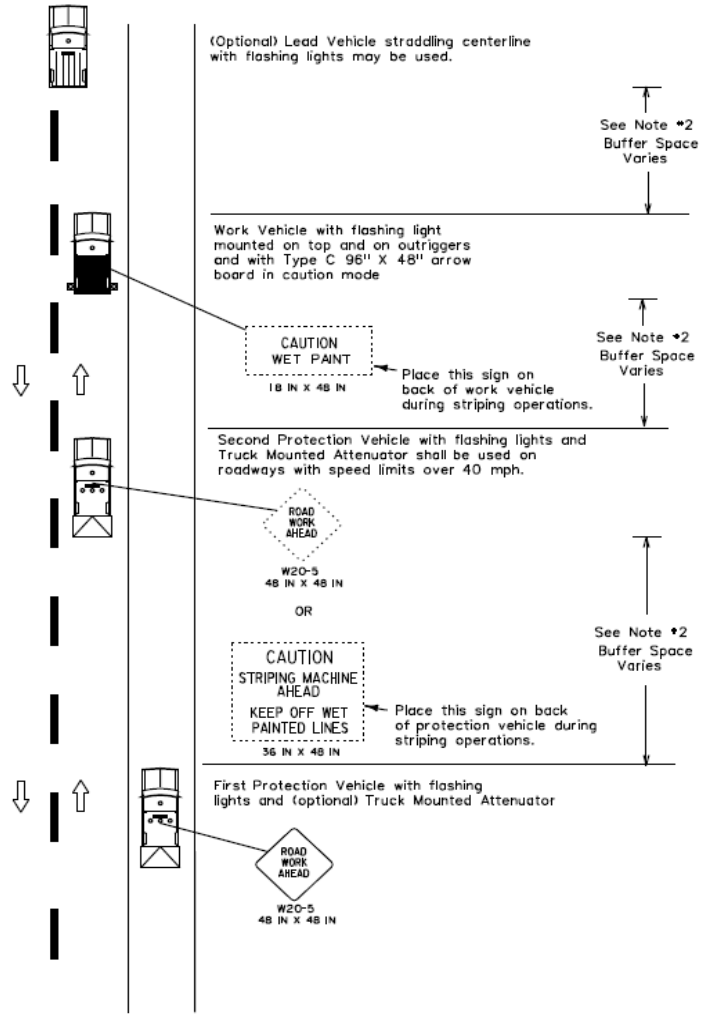 (Optional) Lead Vehicle straddling centerline
with flashing lights may be used.
See Note #2
Buffer Space
Varies
Work Vehicle with flashing light
mounted on top and on outriggers
and with Type C 96" X 48" arrow
board in caution mode
CAUTION
WET PAINT
18 IN X 48 IN
Place this sign on
back of work vehicle
during striping operations.
See Note #2
Buffer Space
Varies
Second Protection Vehicle with flashing lights and
Truck Mounted Attenuator shall be used on
roadways with speed limits over 40 mph.
ROAD
WORK
AHEAD
W20-5
48 IN X 48 IN
OR
See Note #2
Buffer Space
Varies
CAUTION
STRIPING MACHINE
AHEAD
KEEP OFF WET
PAINTED LINES
36 IN X 48 IN
Place this sign on back
of protection vehicle during
striping operations.
First Protection Vehicle with flashing
lights and (optional) Truck Mounted Attenuator
ROAD
WORK
AHEAD
W20-5
48 IN X 48 IN